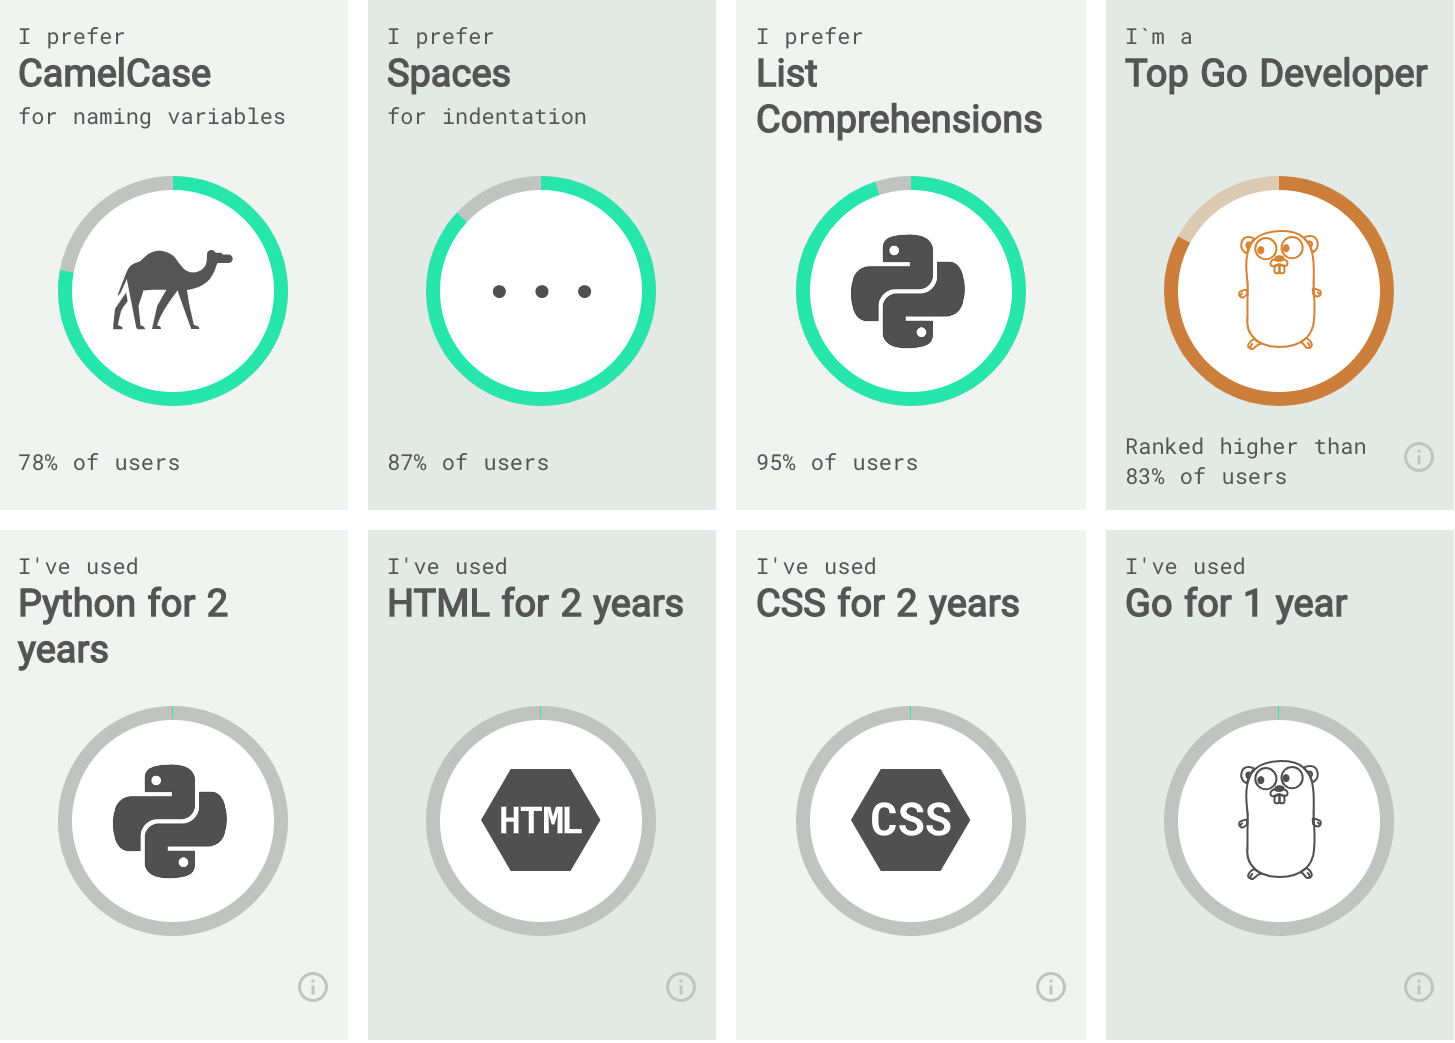 I prefer
CamelCase
for naming variables
78% of users
I prefer
Spaces
for indentation
87% of users
I prefer
List
Comprehensions
95% of users
I`m a
Top Go Developer
Ranked higher than
83% of users
I've used
Python for 2
years
I've used
HTML for 2 years
HTML
I've used
CSS for 2 years
CSS
I've used
Go for 1 year